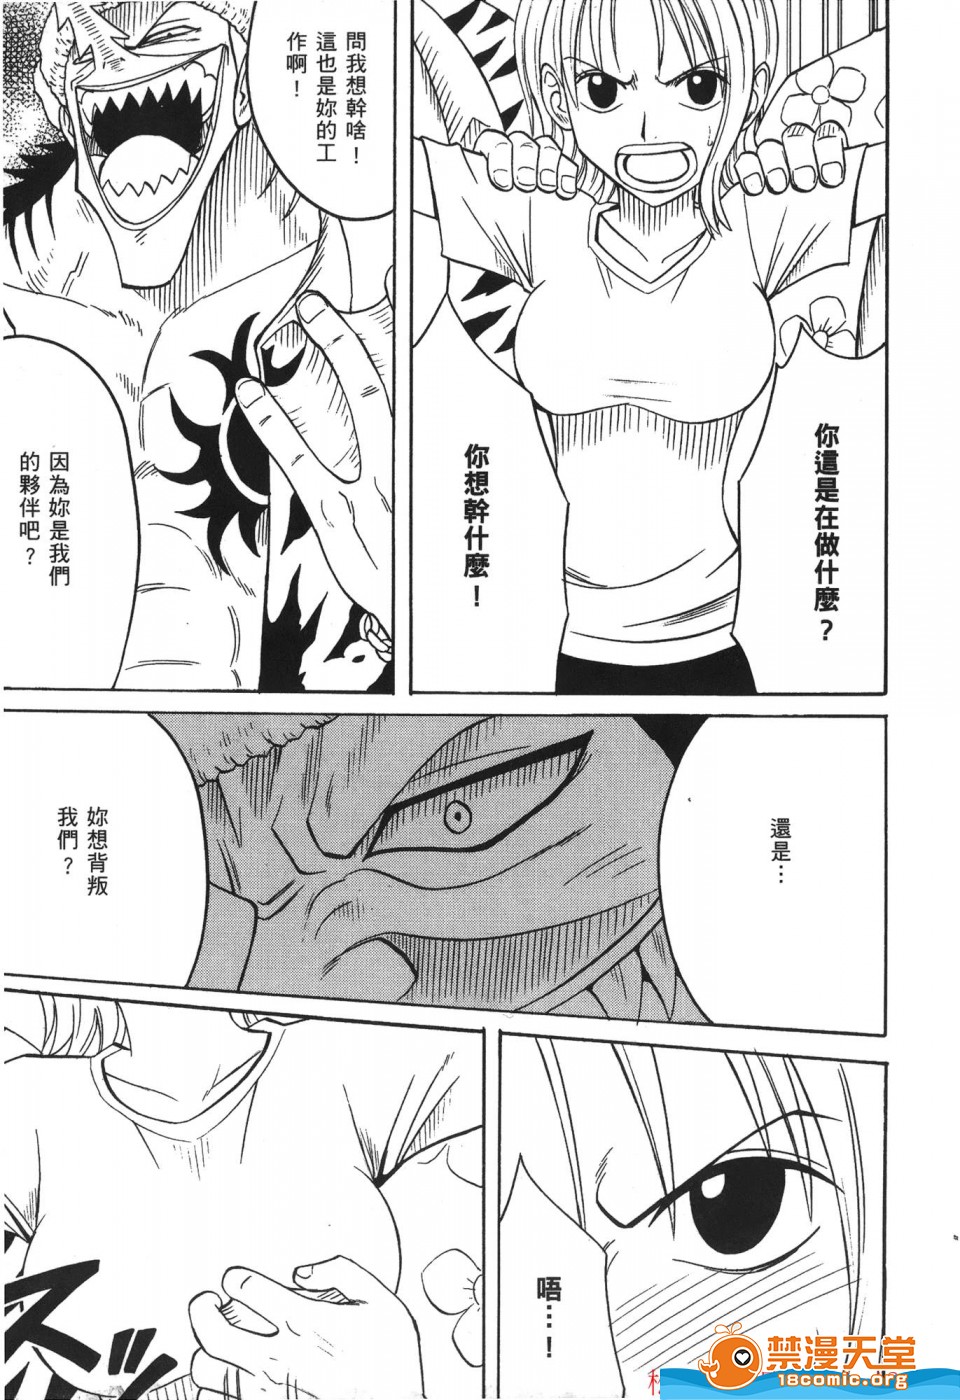 你這是在做什麼？
你想幹什麼！
問我想幹啥！
這也是妳的工
作啊！
因為妳是我們
的夥伴吧？
還是…
妳想背叛
我們？
唔…！
ス
禁漫天堂
18comic.org